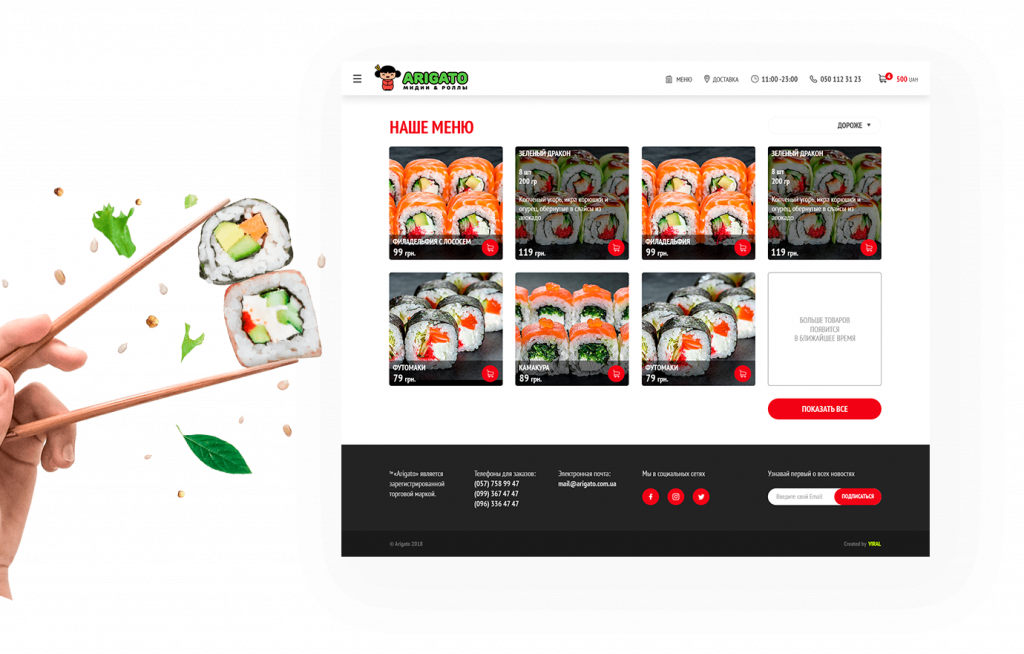 ARIGATO
МИДИИ & РОЛЛЫ
МЕНЮ
ДОСТАВКА
11:00 -23:00
050 112 31 23
4
500 UAH
НАШЕ МЕНЮ
ДОРОЖЕ
ФИЛАДЕЛЬФИЯ С ЛОСОСЕМ
99 грн.
ЗЕЛЕНЫЙ ДРАКОН
8 шт
200 гр
Копченый угорь, икра корюшки и
огурец, обернутые в слайсы из
авокадо
119 грн.
ФИЛАДЕЛЬФИЯ
99 грн.
ЗЕЛЕНЫЙ ДРАКОН
8 шт
200 гр
Копченый угорь, икра корюшки и
огурец, обернутые в слайсы из
авокадо
119 грн.
ФУТОМАКИ
79 грн.
КАМАКУРА
89 грн.
ФУТОМАКИ
79 грн.
БОЛЬШЕ ТОВАРОВ
ПОЯВИТСЯ
В БЛИЖАЙШЕЕ ВРЕМЯ
ПОКАЗАТЬ ВСЕ
™«Arigato» является
зарегистрированной
торговой маркой.
Телефоны для заказов:
(057) 758 99 47
(099) 367 47 47
(096) 336 47 47
Электронная почта:
mail@arigato.com.ua
Мы в социальных сетях
Узнавай первый о всех новостях
Введите свой Email
ПОДПИСАТЬСЯ
© Arigato 2018
Created by VIRAL